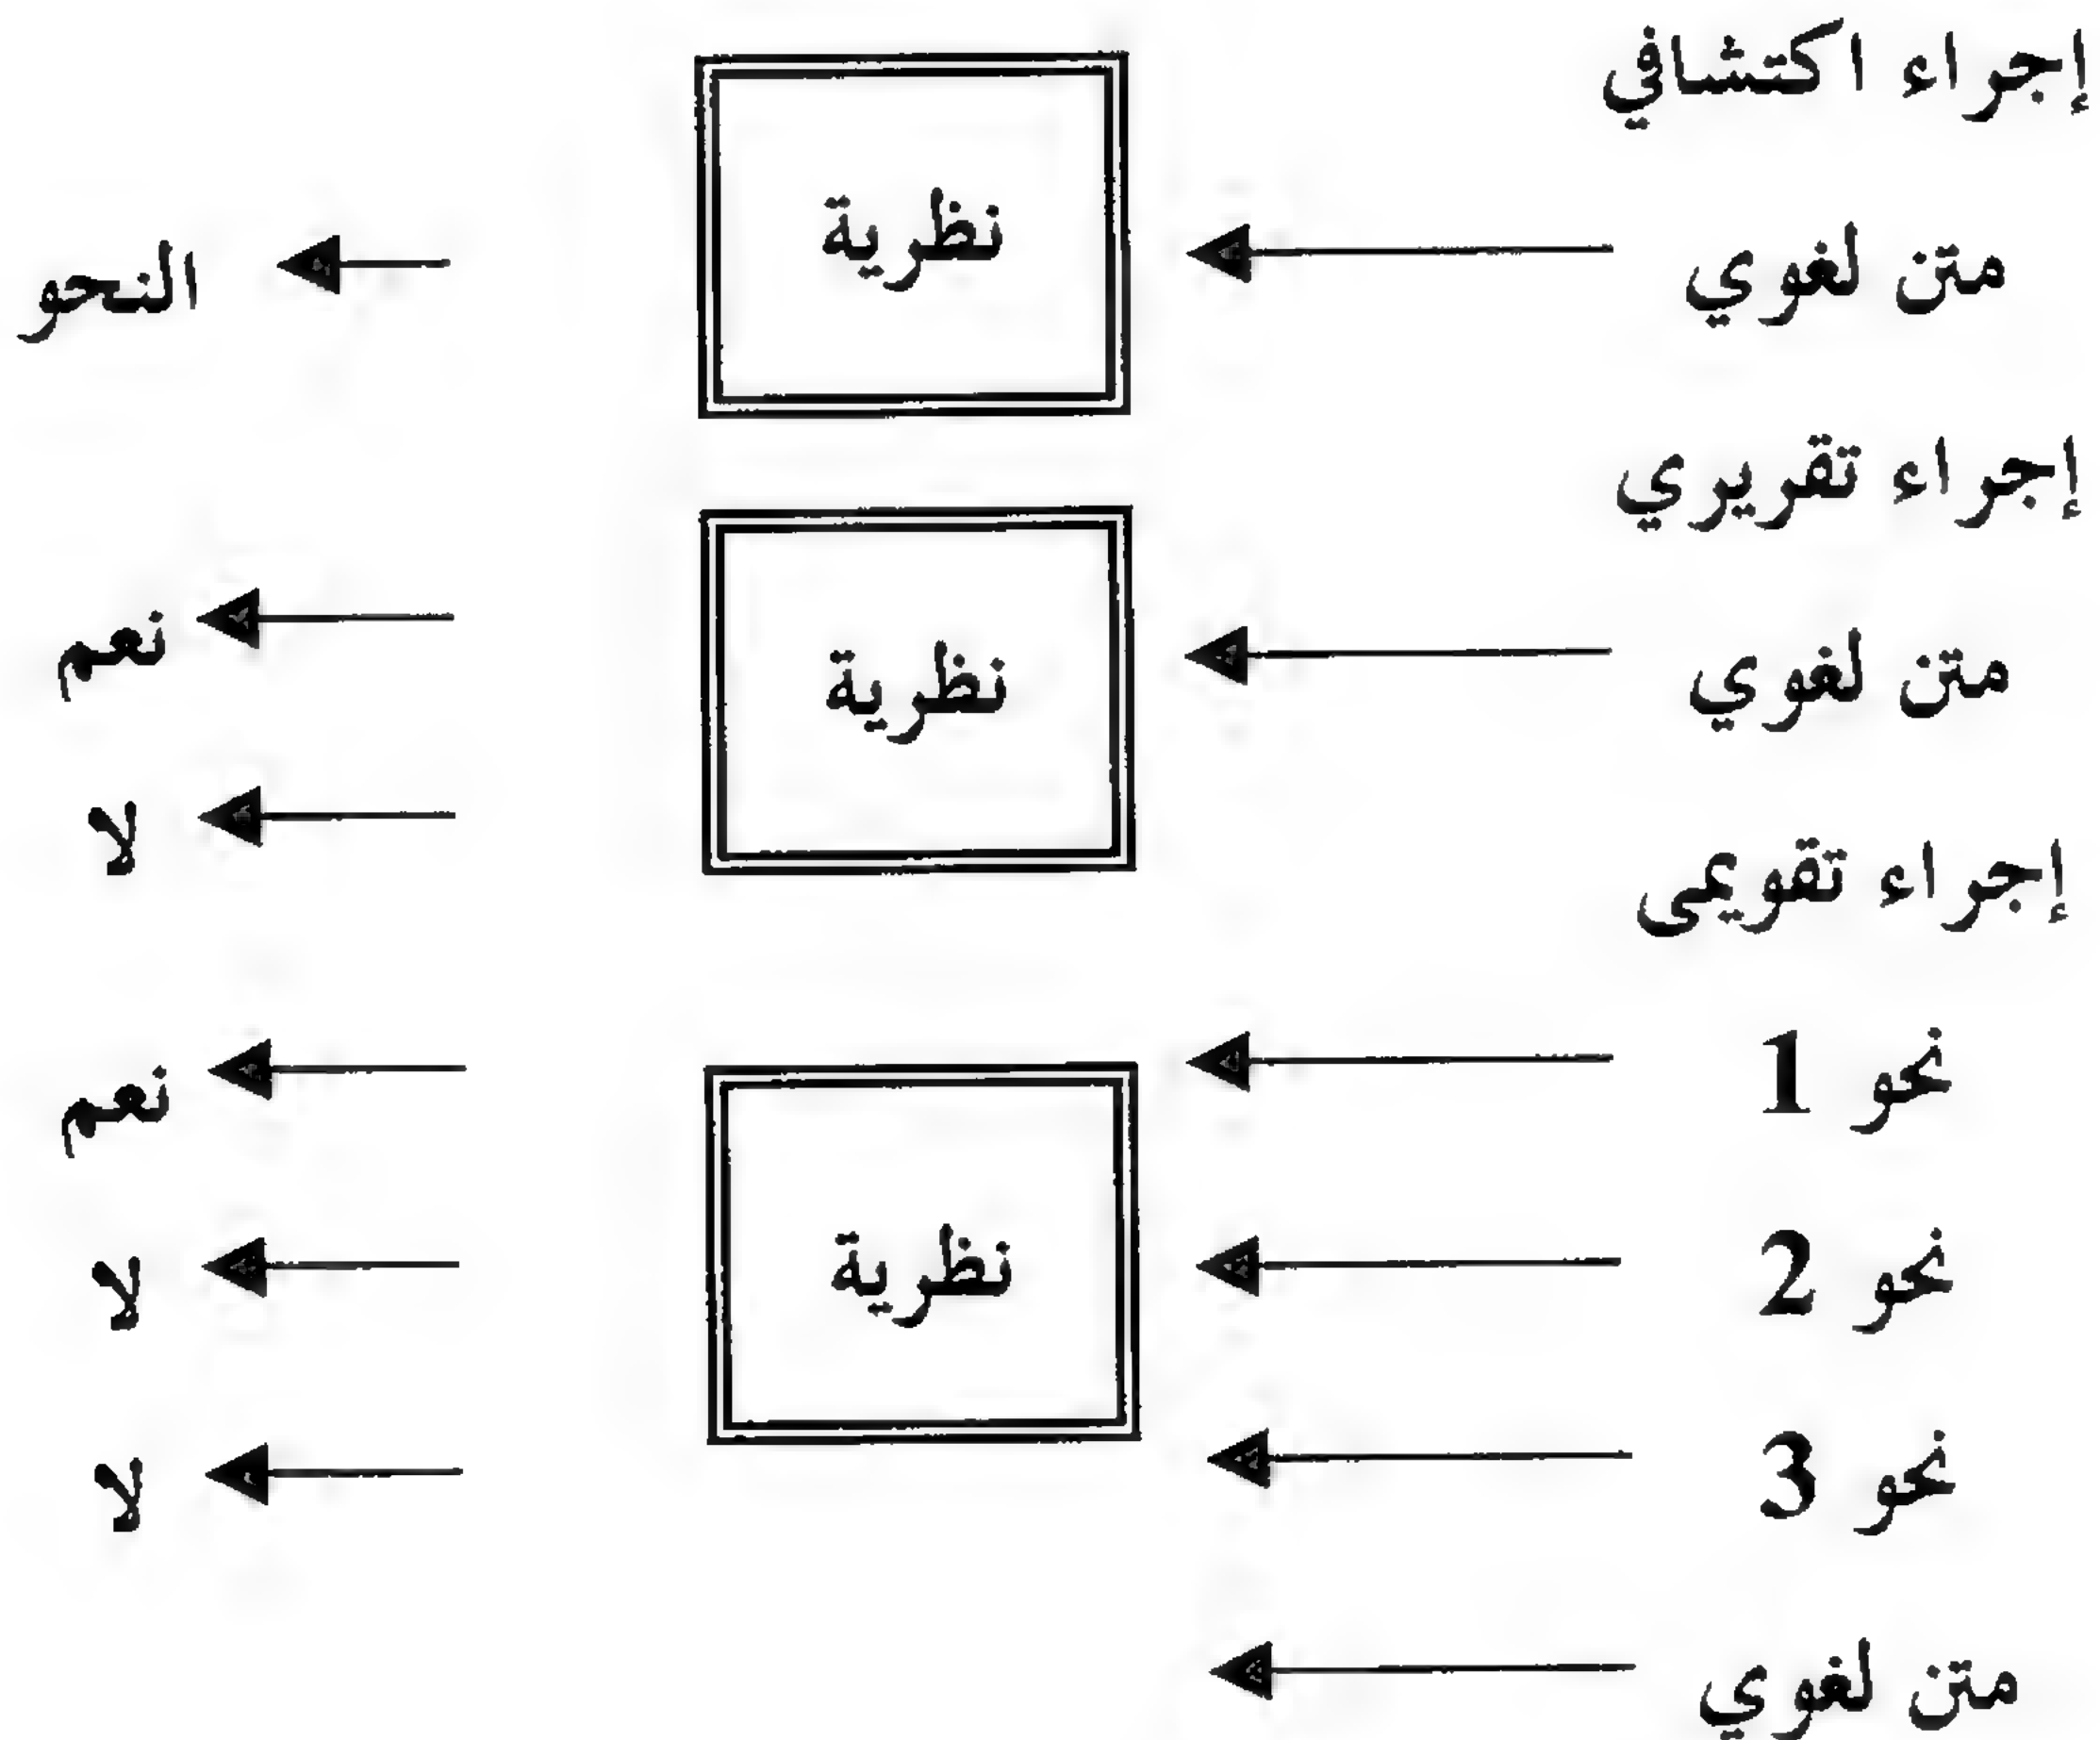 إجراء اكتشافي
متن لغوي
نظرية
النحو
إجراء تقريري
متن لغوي
نظرية
نعم
لا
إجراء تقويمى
نحو 1
نحو 2
نحو 3
متن لغوي
نظرية
نعم
لا
لا